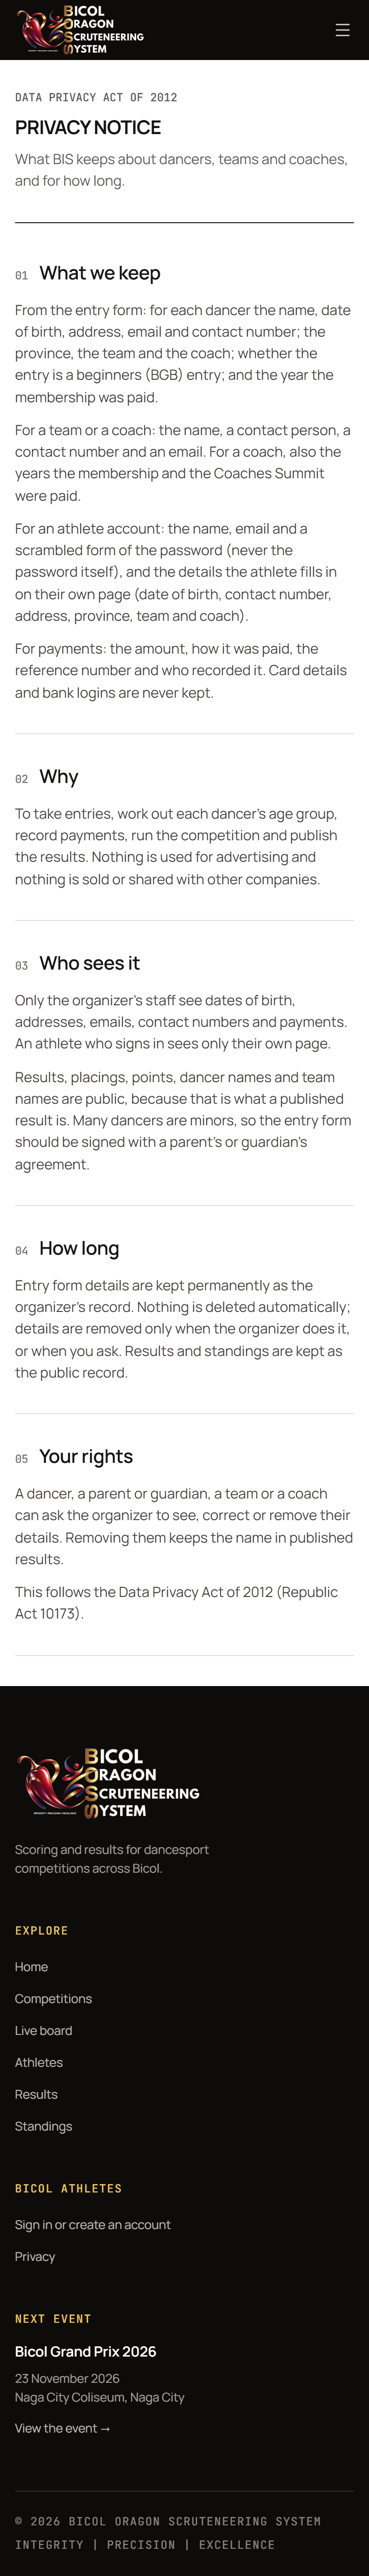 BICOL
ORAGON
SCRUTENEERING
SYSTEM
DATA PRIVACY ACT OF 2012
PRIVACY NOTICE
What BIS keeps about dancers, teams and coaches,
and for how long.
01 What we keep
From the entry form: for each dancer the name, date
of birth, address, email and contact number; the
province, the team and the coach; whether the
entry is a beginners (BGB) entry; and the year the
membership was paid.
For a team or a coach: the name, a contact person, a
contact number and an email. For a coach, also the
years the membership and the Coaches Summit
were paid.
For an athlete account: the name, email and a
scrambled form of the password (never the
password itself), and the details the athlete fills in
on their own page (date of birth, contact number,
address, province, team and coach).
For payments: the amount, how it was paid, the
reference number and who recorded it. Card details
and bank logins are never kept.
02 Why
To take entries, work out each dancer's age group,
record payments, run the competition and publish
the results. Nothing is used for advertising and
nothing is sold or shared with other companies.
03 Who sees it
Only the organizer's staff see dates of birth,
addresses, emails, contact numbers and payments.
An athlete who signs in sees only their own page.
Results, placings, points, dancer names and team
names are public, because that is what a published
result is. Many dancers are minors, so the entry form
should be signed with a parent's or guardian's
agreement.
04 How long
Entry form details are kept permanently as the
organizer's record. Nothing is deleted automatically;
details are removed only when the organizer does it,
or when you ask. Results and standings are kept as
the public record.
05 Your rights
A dancer, a parent or guardian, a team or a coach
can ask the organizer to see, correct or remove their
details. Removing them keeps the name in published
results.
This follows the Data Privacy Act of 2012 (Republic
Act 10173).
BICOL
ORAGON
SCRUTENEERING
SYSTEM
Scoring and results for dancesport
competitions across Bicol.
EXPLORE
Home
Competitions
Live board
Athletes
Results
Standings
BICOL ATHLETES
Sign in or create an account
Privacy
NEXT EVENT
Bicol Grand Prix 2026
23 November 2026
Naga City Coliseum, Naga City
View the event →
© 2026 BICOL ORAGON SCRUTENEERING SYSTEM
INTEGRITY | PRECISION | EXCELLENCE